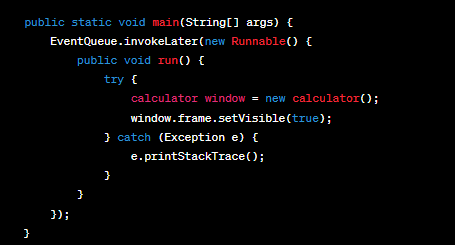 public static void main(String[] args) {
    EventQueue.invokeLater(new Runnable() {
        public void run() {
            try {
                calculator window = new calculator();
                window.frame.setVisible(true);
            } catch (Exception e) {
                e.printStackTrace();
            }
        }
    });
}